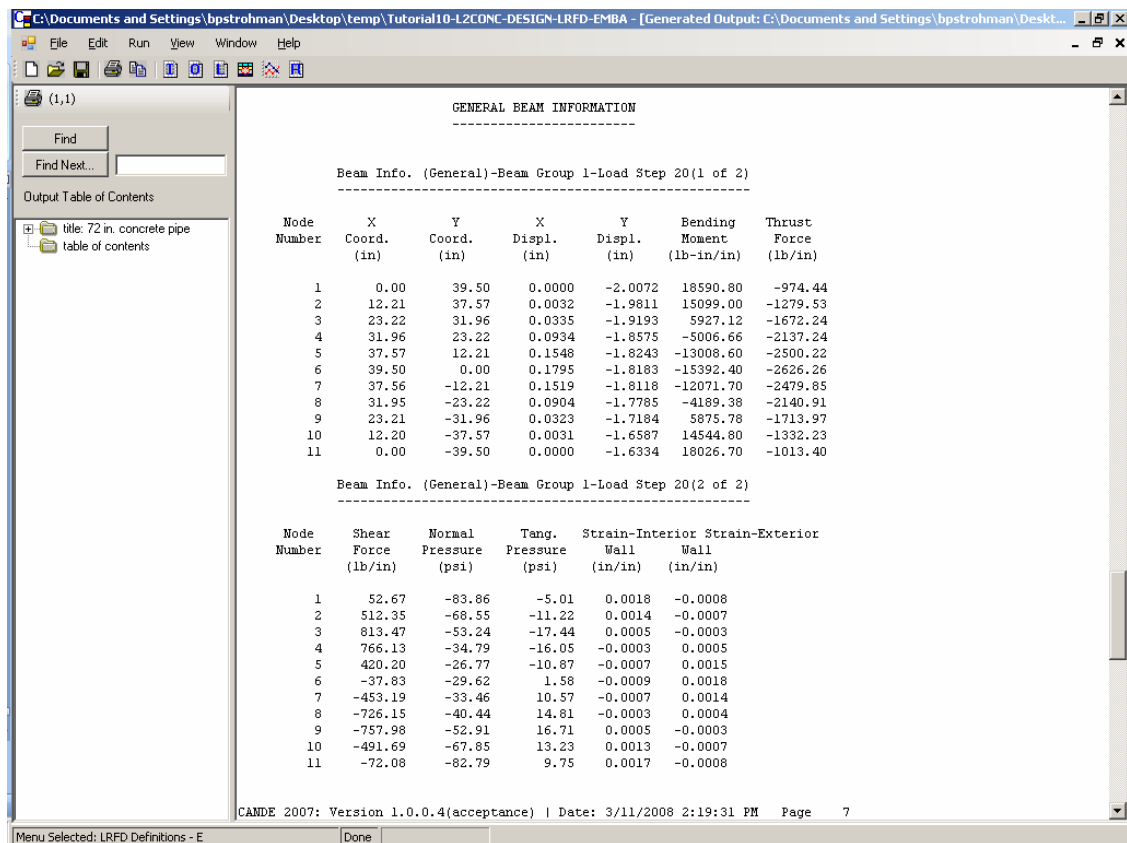 C:\Documents and Settings\bpstrohman\Desktop\temp\Tutorial10-L2CONC-DESIGN-LRFD-EMBA - [Generated Output: C:\Documents and Settings\bpstrohman\Deskt...
File Edit Run View Window Help
(1,1)
Find
Find Next...
Output Table of Contents
title: 72 in. concrete pipe
table of contents
GENERAL BEAM INFORMATION
------------------------
Beam Info. (General)-Beam Group 1-Load Step 20(1 of 2)
------------------------------------------------------
Node X Y X Y Bending Thrust
Number Coord. Coord. Displ. Displ. Moment Force
(in) (in) (in) (in) (lb-in/in) (lb/in)
1 0.00 39.50 0.0000 -2.0072 18590.80 -974.44
2 12.21 37.57 0.0032 -1.9811 15099.00 -1279.53
3 23.22 31.96 0.0335 -1.9193 5927.12 -1672.24
4 31.96 23.22 0.0934 -1.8575 -5006.66 -2137.24
5 37.57 12.21 0.1548 -1.8243 -13008.60 -2500.22
6 39.50 0.00 0.1795 -1.8183 -15392.40 -2626.26
7 37.56 -12.21 0.1519 -1.8118 -12071.70 -2479.85
8 31.95 -23.22 0.0904 -1.7785 -4189.38 -2140.91
9 23.21 -31.96 0.0323 -1.7184 5875.78 -1713.97
10 12.20 -37.57 0.0031 -1.6587 14544.80 -1332.23
11 0.00 -39.50 0.0000 -1.6334 18026.70 -1013.40
Beam Info. (General)-Beam Group 1-Load Step 20(2 of 2)
------------------------------------------------------
Node Shear Normal Tang. Strain-Interior Strain-Exterior
Number Force Pressure Pressure Wall Wall
(lb/in) (psi) (psi) (in/in) (in/in)
1 52.67 -83.86 -5.01 0.0018 -0.0008
2 512.35 -68.55 -11.22 0.0014 -0.0007
3 813.47 -53.24 -17.44 0.0005 -0.0003
4 766.13 -34.79 -16.05 -0.0003 0.0005
5 420.20 -26.77 -10.87 -0.0007 0.0015
6 -37.83 -29.62 1.58 -0.0009 0.0018
7 -453.19 -33.46 10.57 -0.0007 0.0014
8 -726.15 -40.44 14.81 -0.0003 0.0004
9 -757.98 -52.91 16.71 0.0005 -0.0003
10 -491.69 -67.85 13.23 0.0013 -0.0007
11 -72.08 -82.79 9.75 0.0017 -0.0008
CANDE 2007: Version 1.0.0.4(acceptance) | Date: 3/11/2008 2:19:31 PM Page 7
Menu Selected: LRFD Definitions - E Done